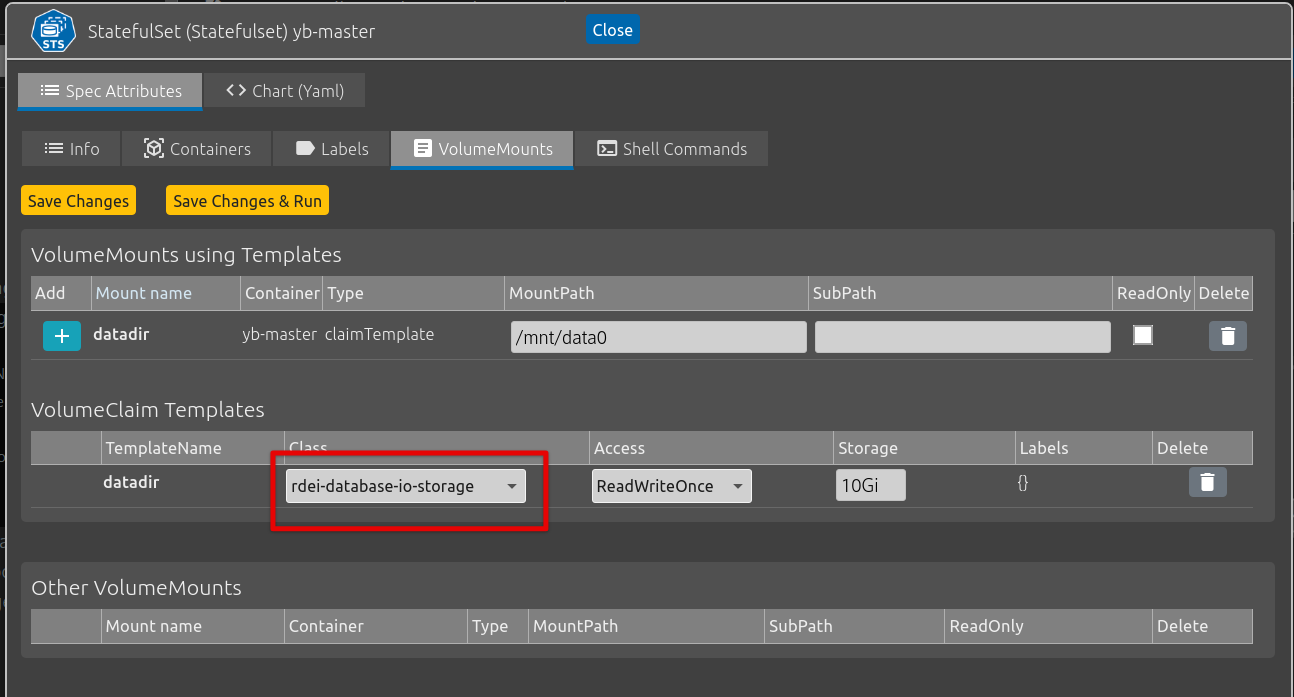 STS StatefulSet (Statefulset) yb-master Close
Spec Attributes <> Chart (Yaml)
Info Containers Labels VolumeMounts Shell Commands
Save Changes Save Changes & Run
VolumeMounts using Templates
Add Mount name Container Type MountPath SubPath ReadOnly Delete
+ datadir yb-master claimTemplate /mnt/data0
VolumeClaim Templates
TemplateName Class Access Storage Labels Delete
datadir rdei-database-io-storage ReadWriteOnce 10Gi {}
Other VolumeMounts
Mount name Container Type MountPath SubPath ReadOnly Delete